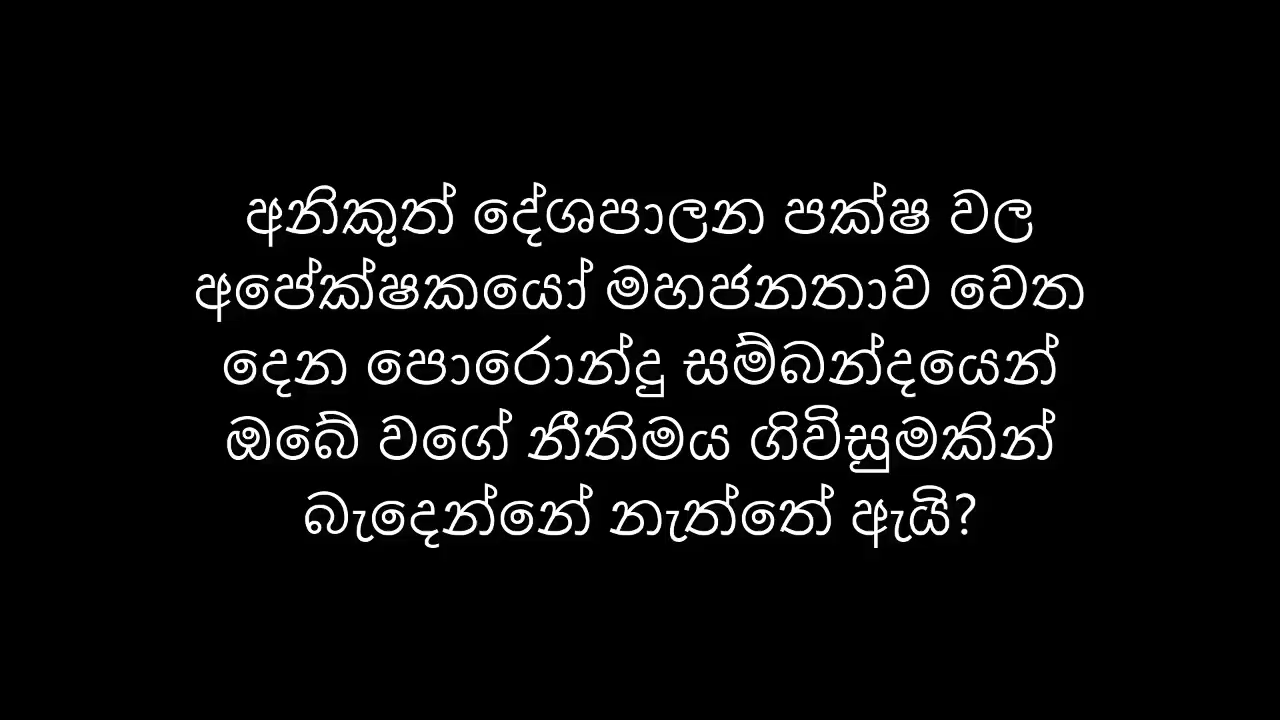 අනිකුත් දේශපාලන පක්ෂ වල
අපේක්ෂකයෝ මහජනතාව වෙත
දෙන පොරොන්දු සම්බන්දයෙන්
ඔබේ වගේ නීතිමය ගිවිසුමකින්
බැදෙන්නේ නැත්තේ ඇයි?